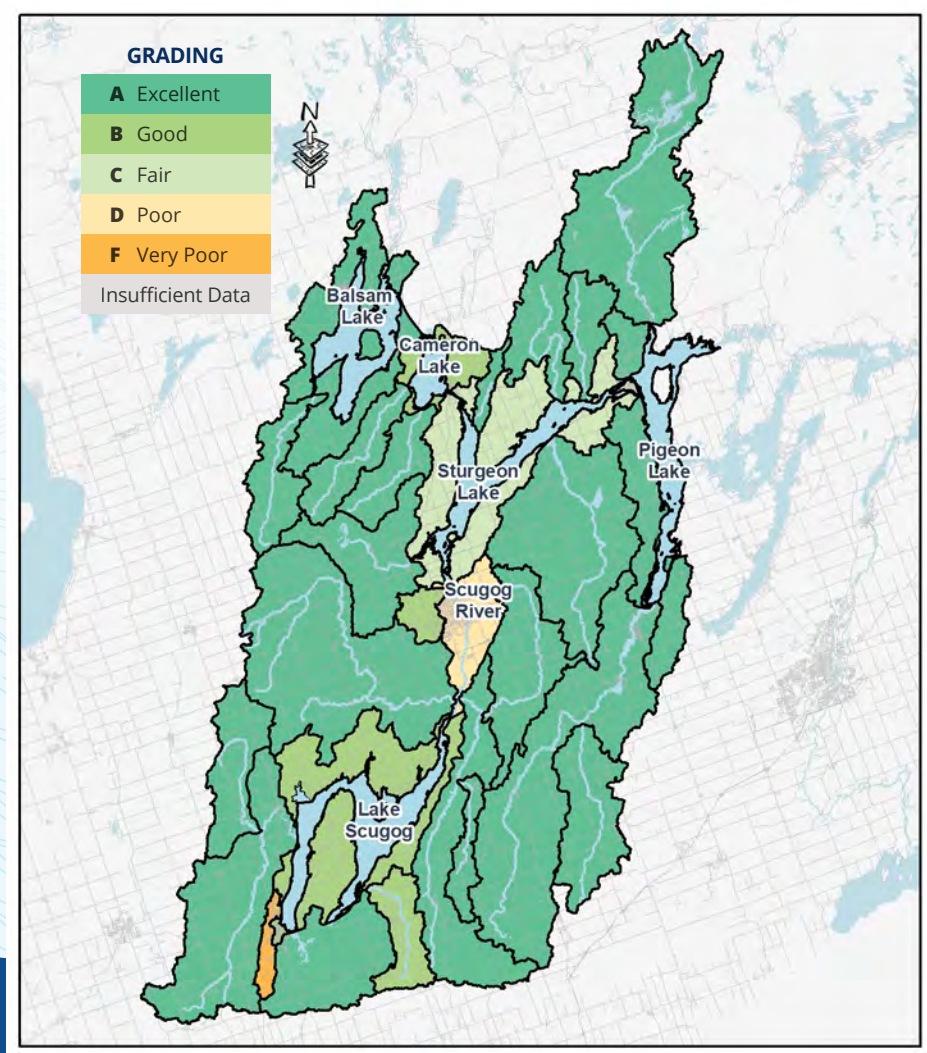 GRADING
A Excellent
B Good
C Fair
D Poor
F Very Poor
Insufficient Data
N
Balsam
Lake
Cameron
Lake
Sturgeon
Lake
Pigeon
Lake
Scugog
River
Lake
Scugog